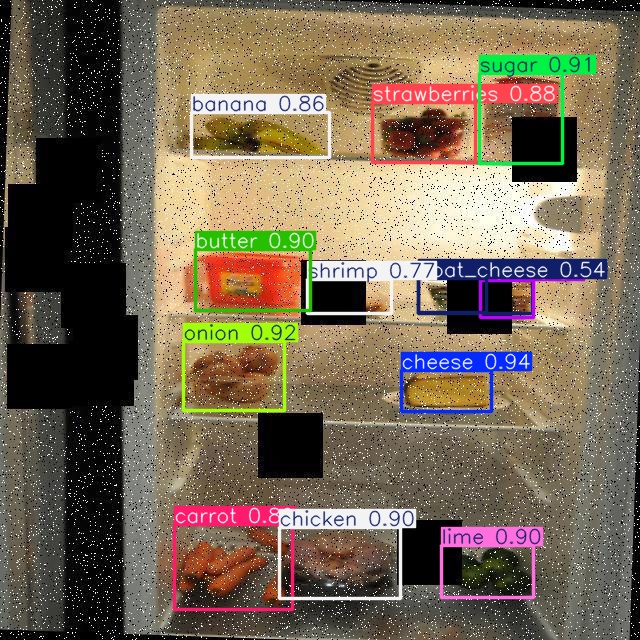 sugar 0.91
strawberries 0.88
banana 0.86
butter 0.90
shrimp 0.77
oat_cheese 0.54
onion 0.92
cheese 0.94
carrot 0.8
chicken 0.90
lime 0.90